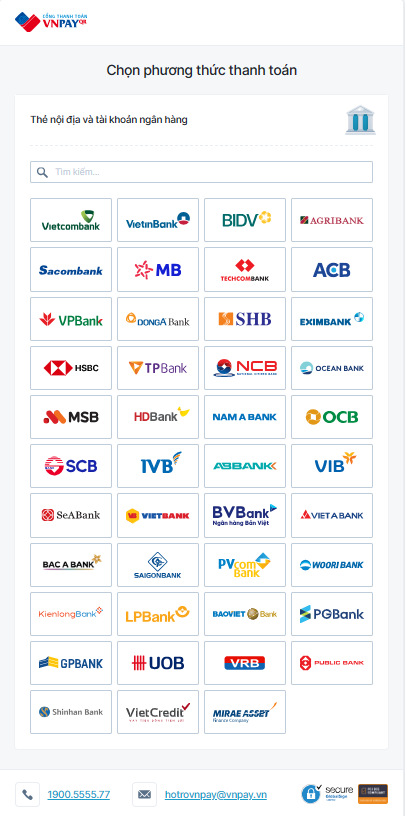 CỔNG THANH TOÁN
VNPAY QR
Chọn phương thức thanh toán
Thẻ nội địa và tài khoản ngân hàng
Tìm kiếm...
Vietcombank
VietinBank
BIDV
AGRIBANK
Sacombank
MB
TECHCOMBANK
ACB
VPBank
DONGA Bank
SHB
EXIMBANK
HSBC
TPBank
NCB
OCEAN BANK
MSB
HDBank
NAM A BANK
OCB
SCB
IVB
ABBANK
VIB
SeABank
VIETBANK
BVBank
Ngân hàng Bản Việt
VIET A BANK
BAC A BANK
SAIGONBANK
PVcomBank
WOORI BANK
KienlongBank
LPBank
BAOVIET Bank
PGBank
GPBANK
UOB
VRB
PUBLIC BANK
Shinhan Bank
VietCredit
MIRAE ASSET
Finance Company
1900.5555.77
hotrovnpay@vnpay.vn
secure
GlobalSign